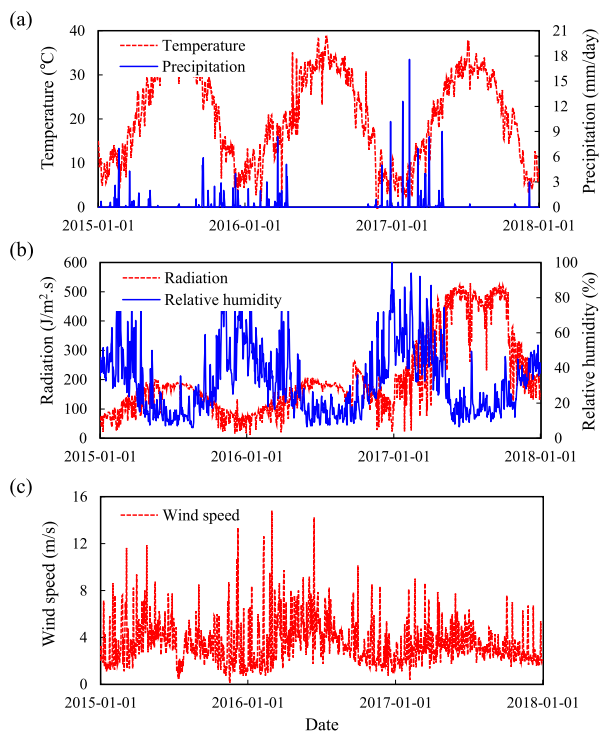 (a)
40
30
20
10
0
Temperature (℃)
Temperature
Precipitation
21
18
15
12
9
6
3
0
Precipitation (mm/day)
2015-01-01 2016-01-01 2017-01-01 2018-01-01
(b)
600
500
400
300
200
100
0
Radiation (J/m².s)
Radiation
Relative humidity
100
80
60
40
20
0
Relative humidity (%)
2015-01-01 2016-01-01 2017-01-01 2018-01-01
(c)
16
12
8
4
0
Wind speed (m/s)
Wind speed
2015-01-01 2016-01-01 2017-01-01 2018-01-01
Date